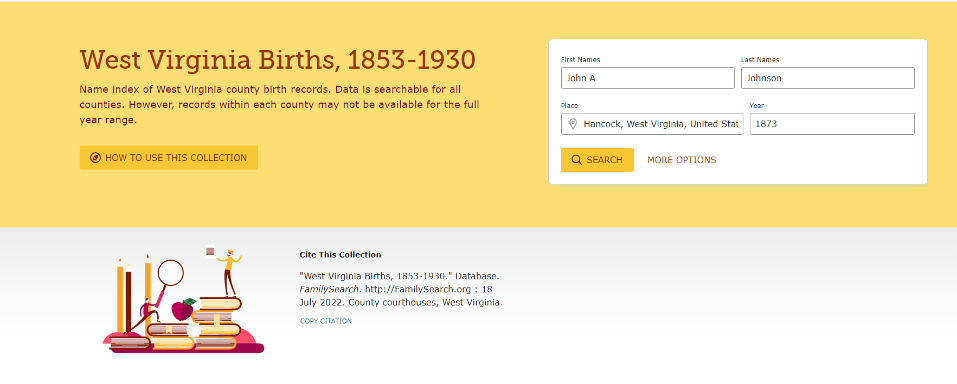 West Virginia Births, 1853-1930
Name Index of West Virginia county birth records. Data is searchable for all
counties. However, records within each county may not be available for the full
year range.
HOW TO USE THIS COLLECTION
First Names
Last Names
John A
Johnson
Place
Year
Hancock, West Virginia, United Stat
1873
SEARCH
MORE OPTIONS
Cite This Collection
"West Virginia Births, 1853-1930." Database.
FamilySearch. http://FamilySearch.org : 18
July 2022. County courthouses, West Virginia.
COPY CITATION